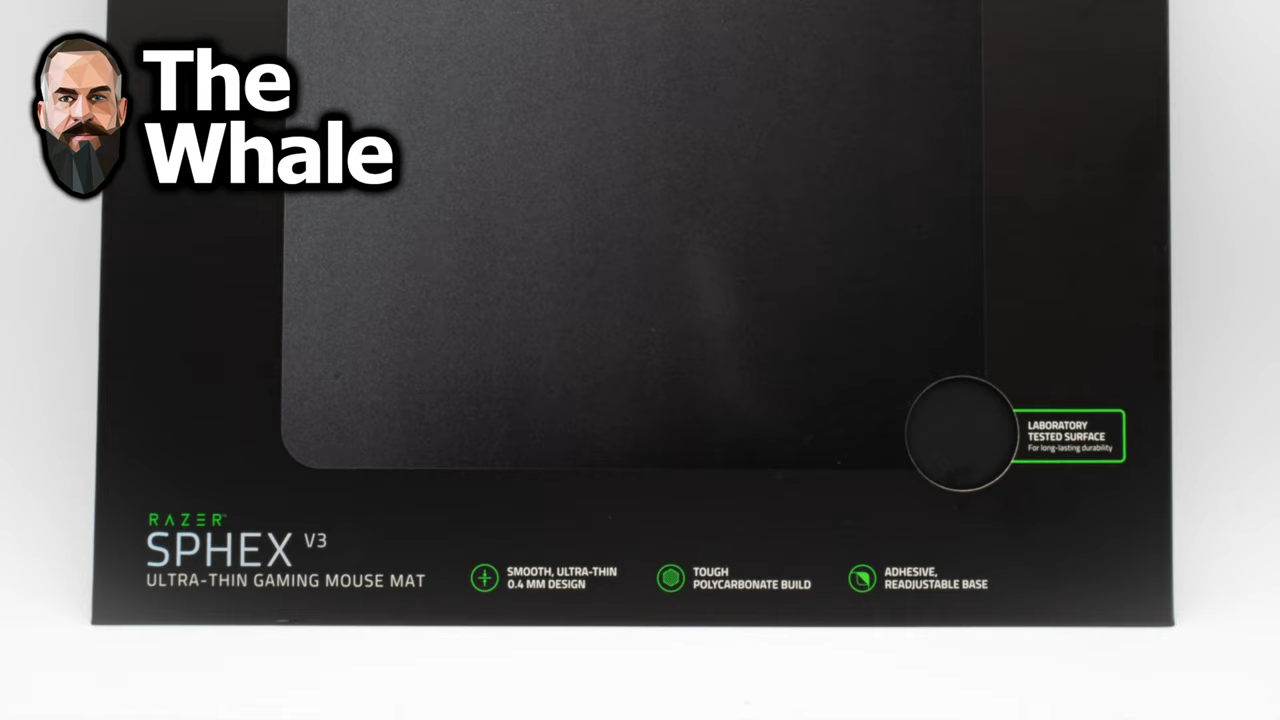 The
Whale
LABORATORY
TESTED SURFACE
For long-lasting durability
RAZER™
SPHEX V3
ULTRA-THIN GAMING MOUSE MAT
SMOOTH, ULTRA-THIN
0.4 MM DESIGN
TOUGH
POLYCARBONATE BUILD
ADHESIVE,
READJUSTABLE BASE